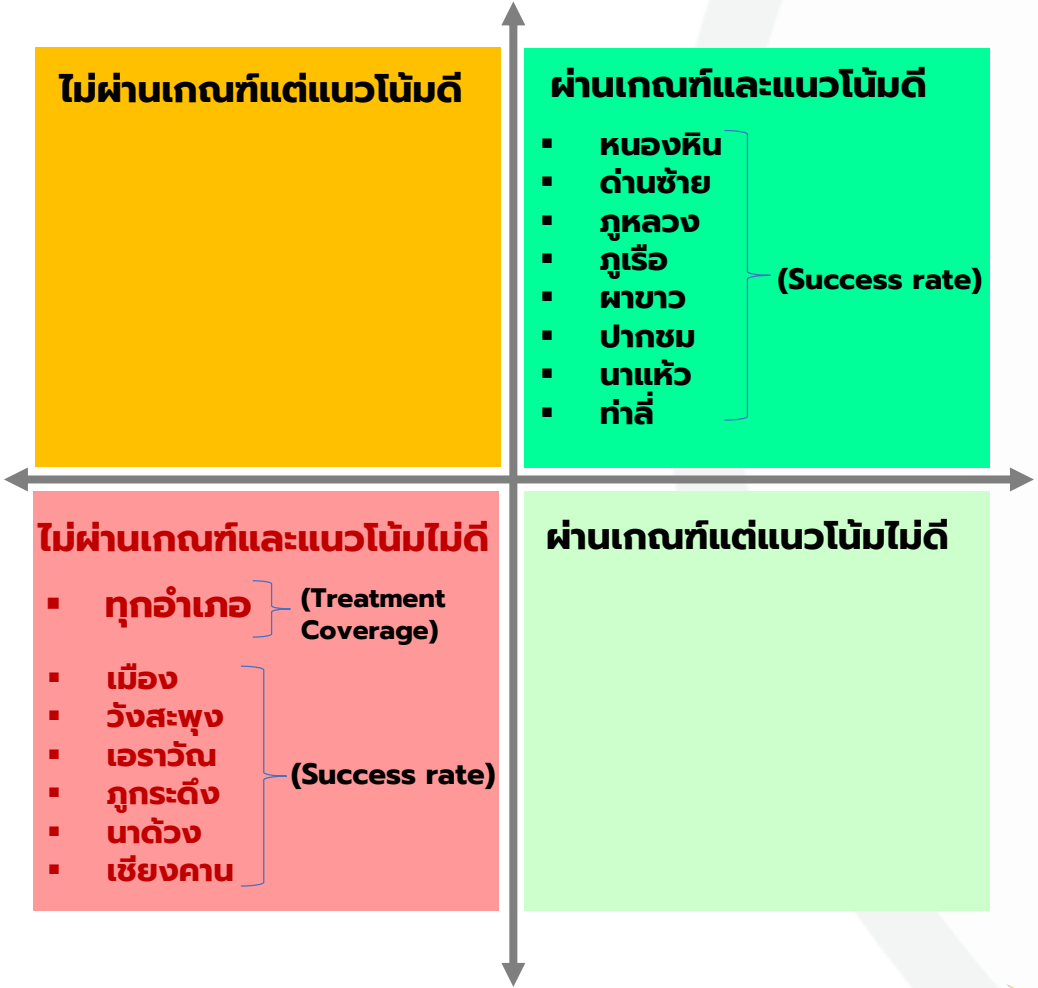 ไม่ผ่านเกณฑ์แต่แนวโน้มดี
ผ่านเกณฑ์และแนวโน้มดี
▪ หนองหิน
▪ ด่านซ้าย
▪ ภูหลวง
▪ ภูเรือ
▪ ผาขาว
▪ ปากชม
▪ นาแห้ว
▪ ท่าลี่
(Success rate)
ไม่ผ่านเกณฑ์และแนวโน้มไม่ดี
▪ ทุกอำเภอ
(Treatment
Coverage)
▪ เมือง
▪ วังสะพุง
▪ เอราวัณ
▪ ภูกระดึง
▪ นาด้วง
▪ เชียงคาน
(Success rate)
ผ่านเกณฑ์แต่แนวโน้มไม่ดี